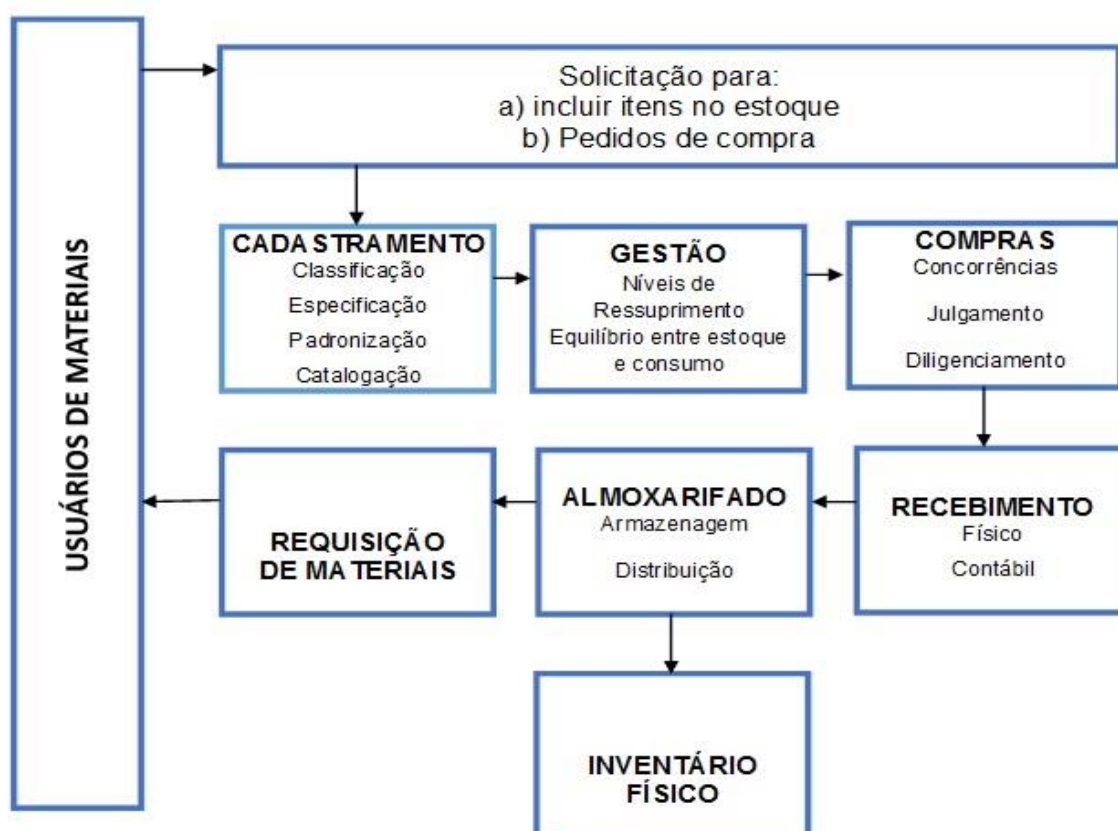 USUÁRIOS DE MATERIAIS
Solicitação para:
a) incluir itens no estoque
b) Pedidos de compra
CADASTRAMENTO
Classificação
Especificação
Padronização
Catalogação
GESTÃO
Níveis de
Ressuprimento
Equilíbrio entre estoque
e consumo
COMPRAS
Concorrências
Julgamento
Diligenciamento
REQUISIÇÃO
DE MATERIAIS
ALMOXARIFADO
Armazenagem
Distribuição
RECEBIMENTO
Físico
Contábil
INVENTÁRIO
FÍSICO